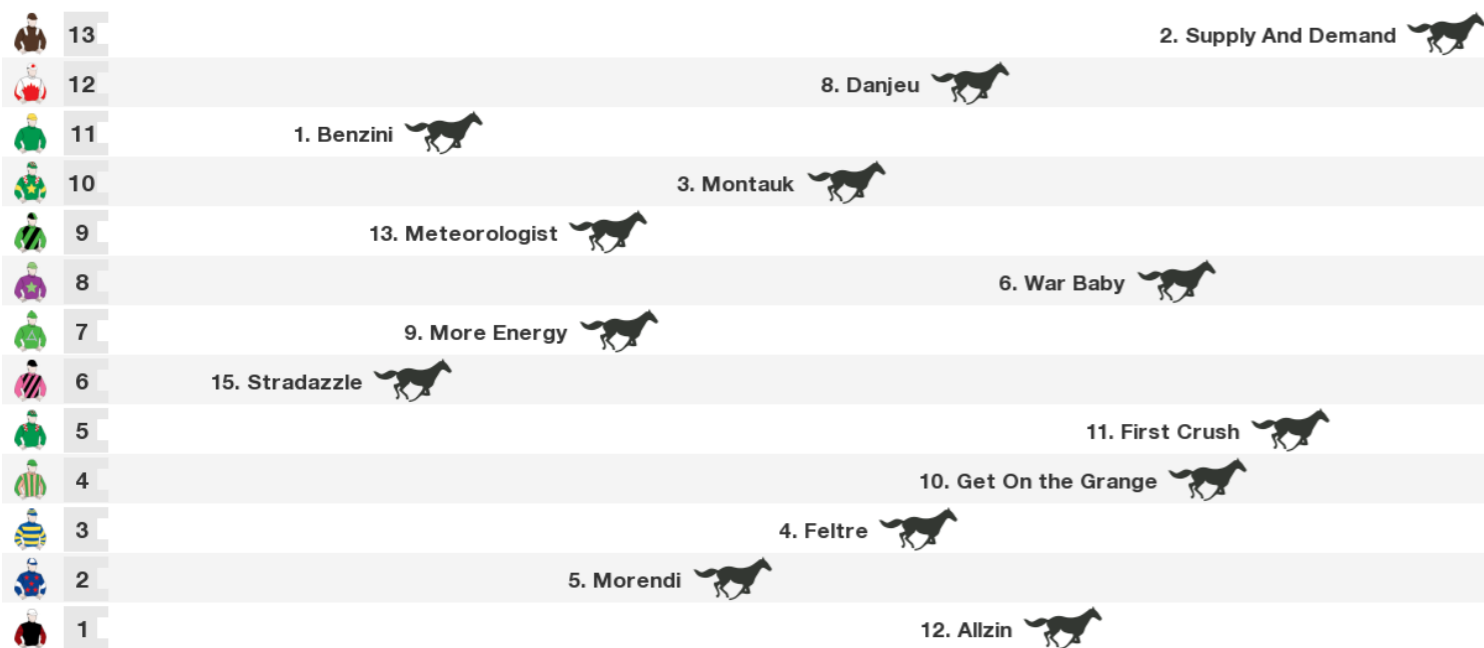 13 2. Supply And Demand
12 8. Danjeu
11 1. Benzini
10 3. Montauk
9 13. Meteorologist
8 6. War Baby
7 9. More Energy
6 15. Stradazzle
5 11. First Crush
4 10. Get On the Grange
3 4. Feltre
2 5. Morendi
1 12. Allzin